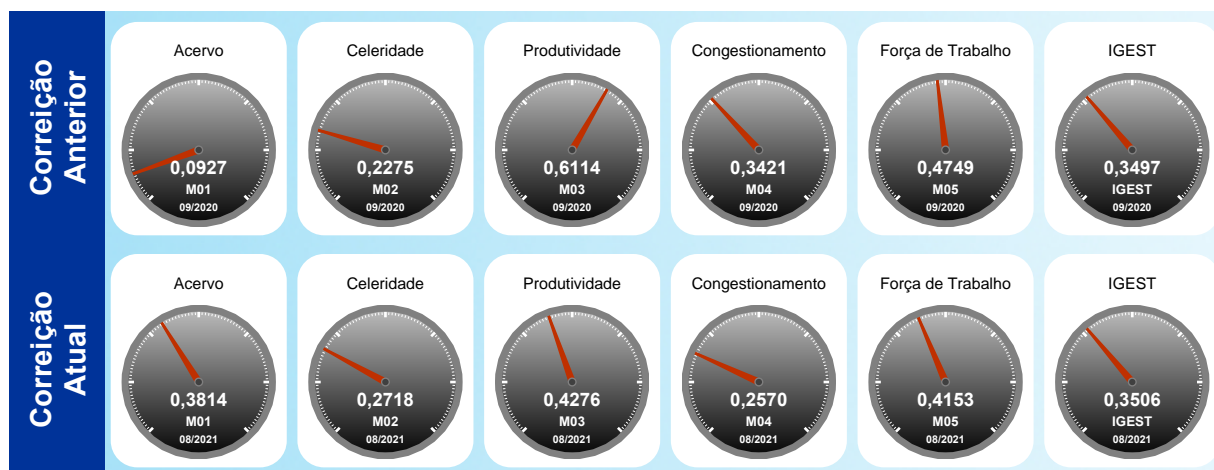 Correição
Anterior
Acervo
0,0927
M01
09/2020
Celeridade
0,2275
M02
09/2020
Produtividade
0,6114
M03
09/2020
Congestionamento
0,3421
M04
09/2020
Força de Trabalho
0,4749
M05
09/2020
IGEST
0,3497
IGEST
09/2020
Correição
Atual
Acervo
0,3814
M01
08/2021
Celeridade
0,2718
M02
08/2021
Produtividade
0,4276
M03
08/2021
Congestionamento
0,2570
M04
08/2021
Força de Trabalho
0,4153
M05
08/2021
IGEST
0,3506
IGEST
08/2021